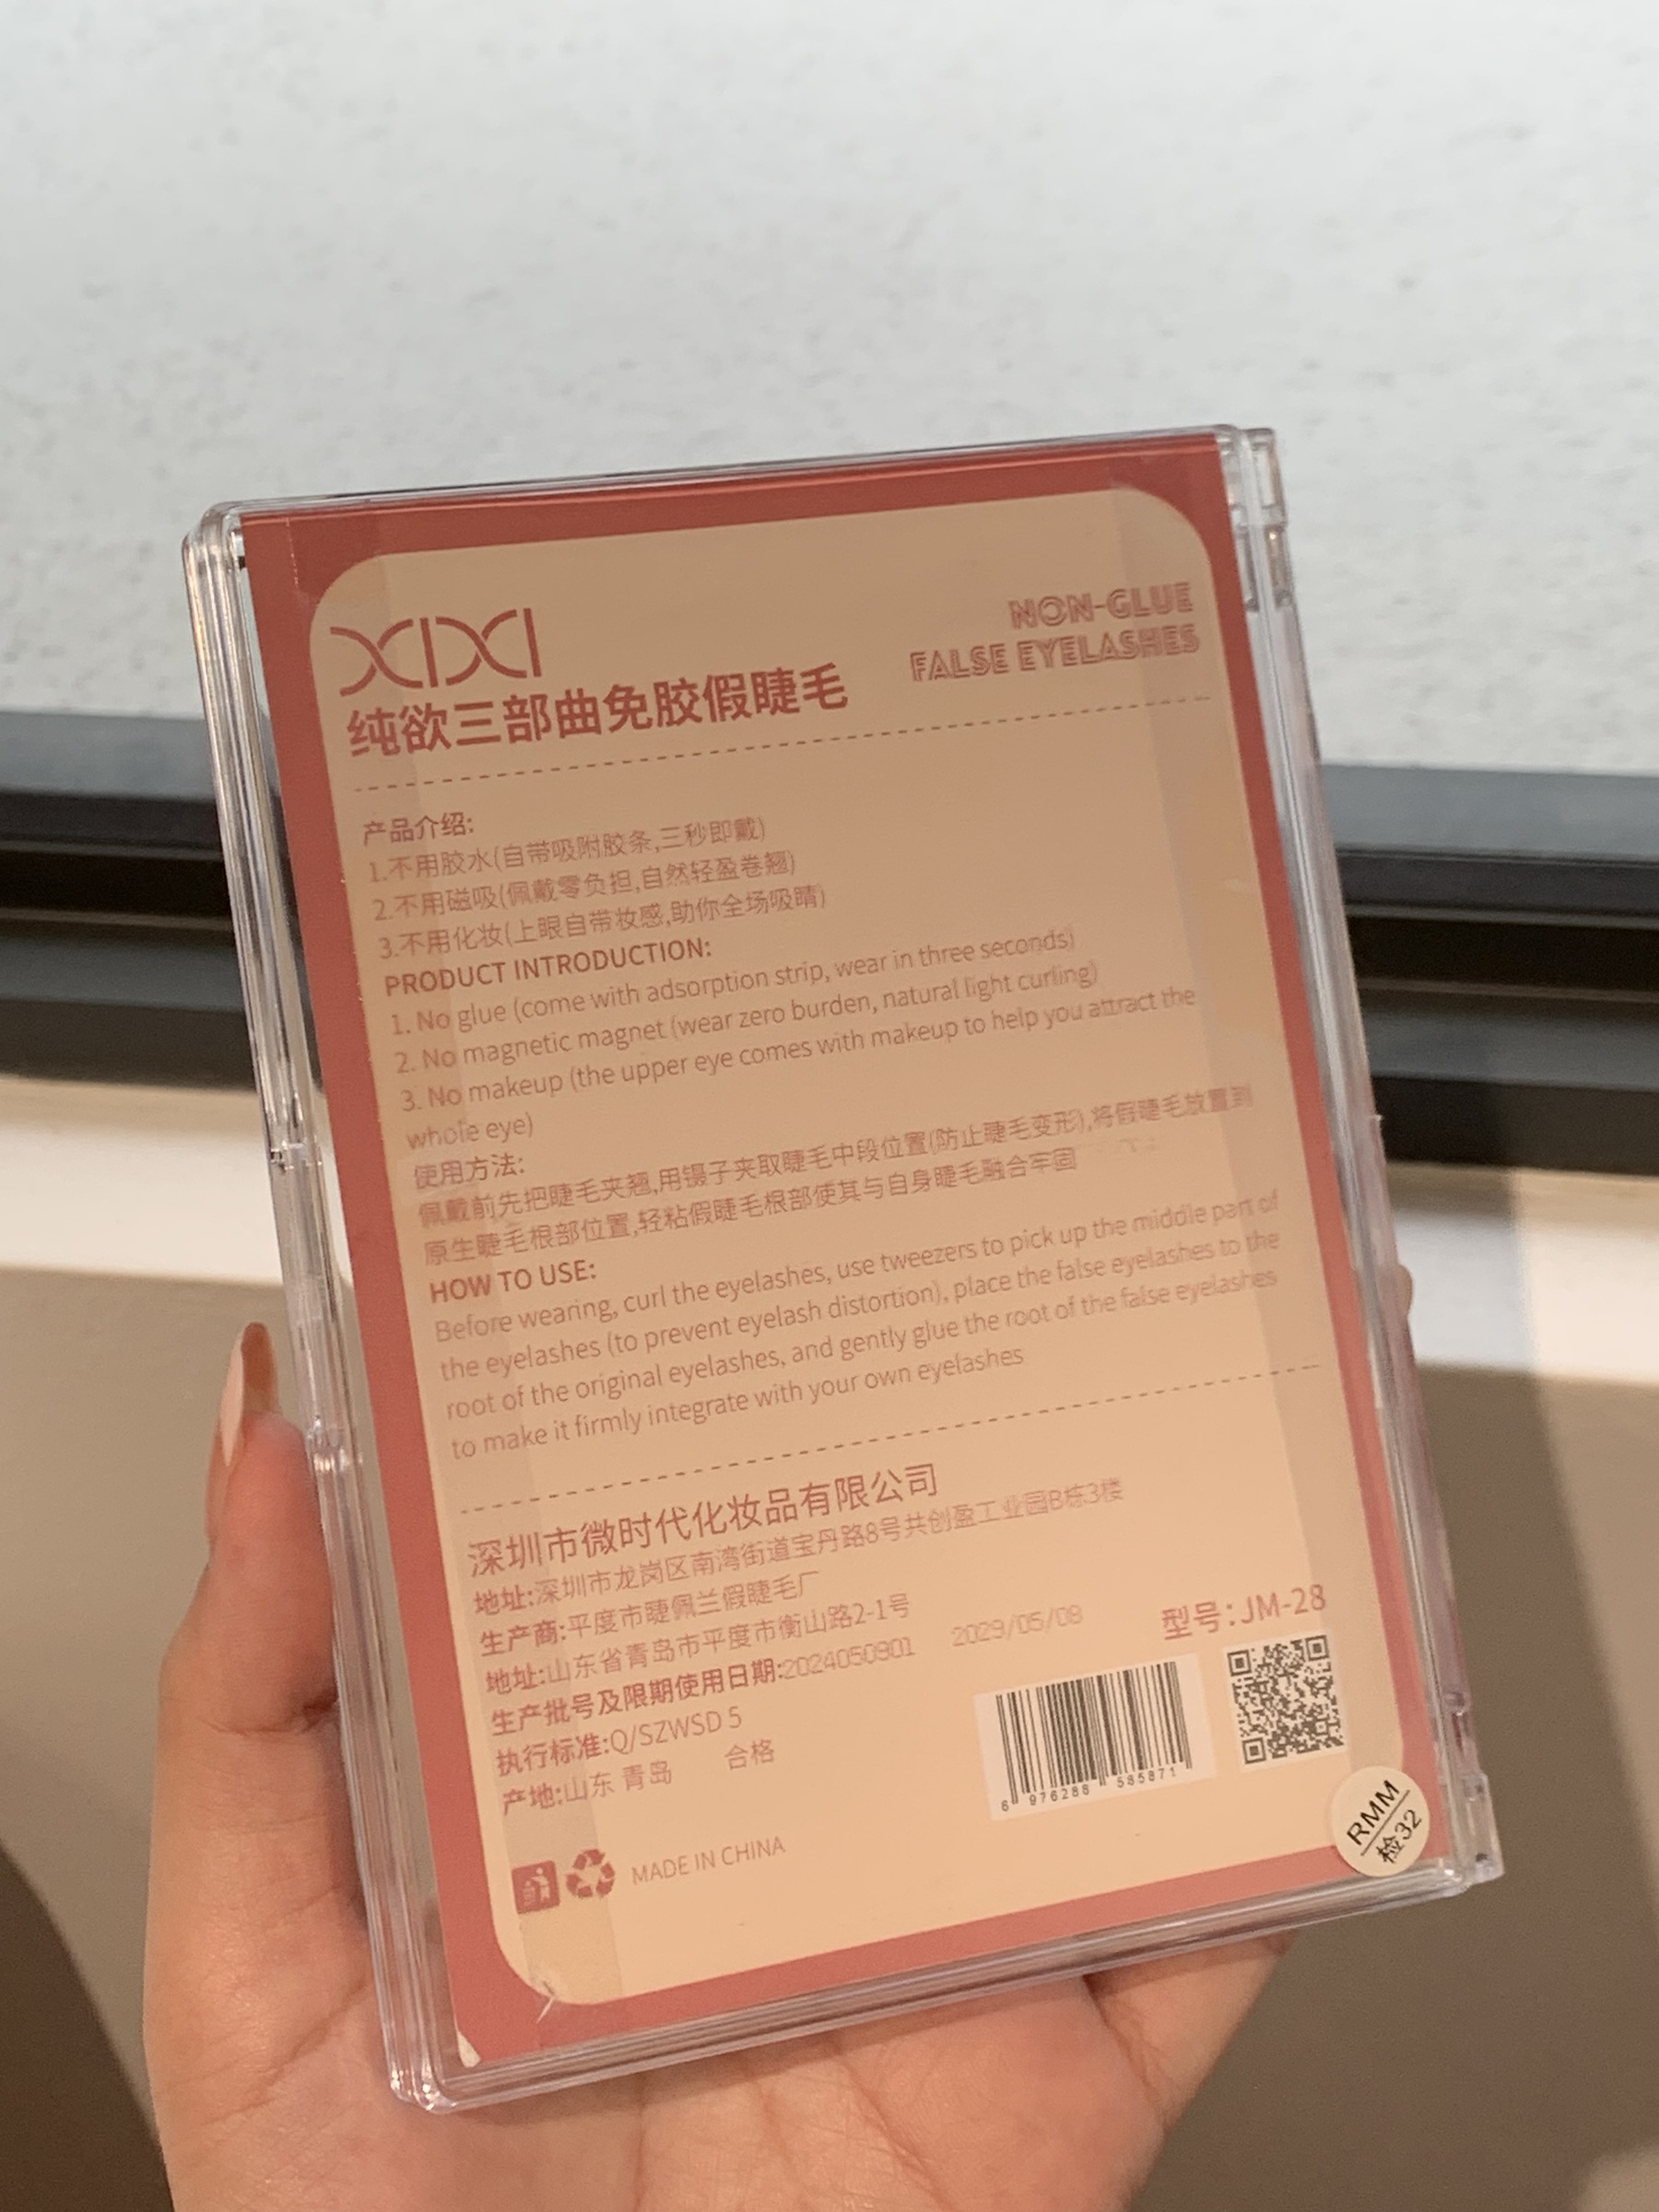 XIXI
纯欲三部曲免胶假睫毛
NON-GLUE
FALSE EYELASHES
产品介绍:
1.不用胶水(自带吸附胶条,三秒即戴)
2.不用磁吸(佩戴零负担,自然轻盈卷翘)
3.不用化妆(上眼自带妆感,助你全场吸睛)
PRODUCT INTRODUCTION:
1. No glue (come with adsorption strip, wear in three seconds)
2. No magnetic magnet (wear zero burden, natural light curling)
3. No makeup (the upper eye comes with makeup to help you attract the
whole eye)
使用方法:
佩戴前先把睫毛夹翘,用镊子夹取睫毛中段位置(防止睫毛变形),将假睫毛放置到
原生睫毛根部位置,轻粘假睫毛根部使其与自身睫毛融合牢固
HOW TO USE:
Before wearing, curl the eyelashes, use tweezers to pick up the middle part of
the eyelashes (to prevent eyelash distortion), place the false eyelashes to the
root of the original eyelashes, and gently glue the root of the false eyelashes
to make it firmly integrate with your own eyelashes
深圳市微时代化妆品有限公司
地址:深圳市龙岗区南湾街道宝丹路8号共创盈工业园B栋3楼
生产商:平度市睫佩兰假睫毛厂
地址:山东省青岛市平度市衡山路2-1号
生产批号及限期使用日期:2024050901 2029/05/08
执行标准:Q/SZWSD 5
产地:山东 青岛 合格
型号:JM-28
6 976288 585871
MADE IN CHINA
RMM
检32